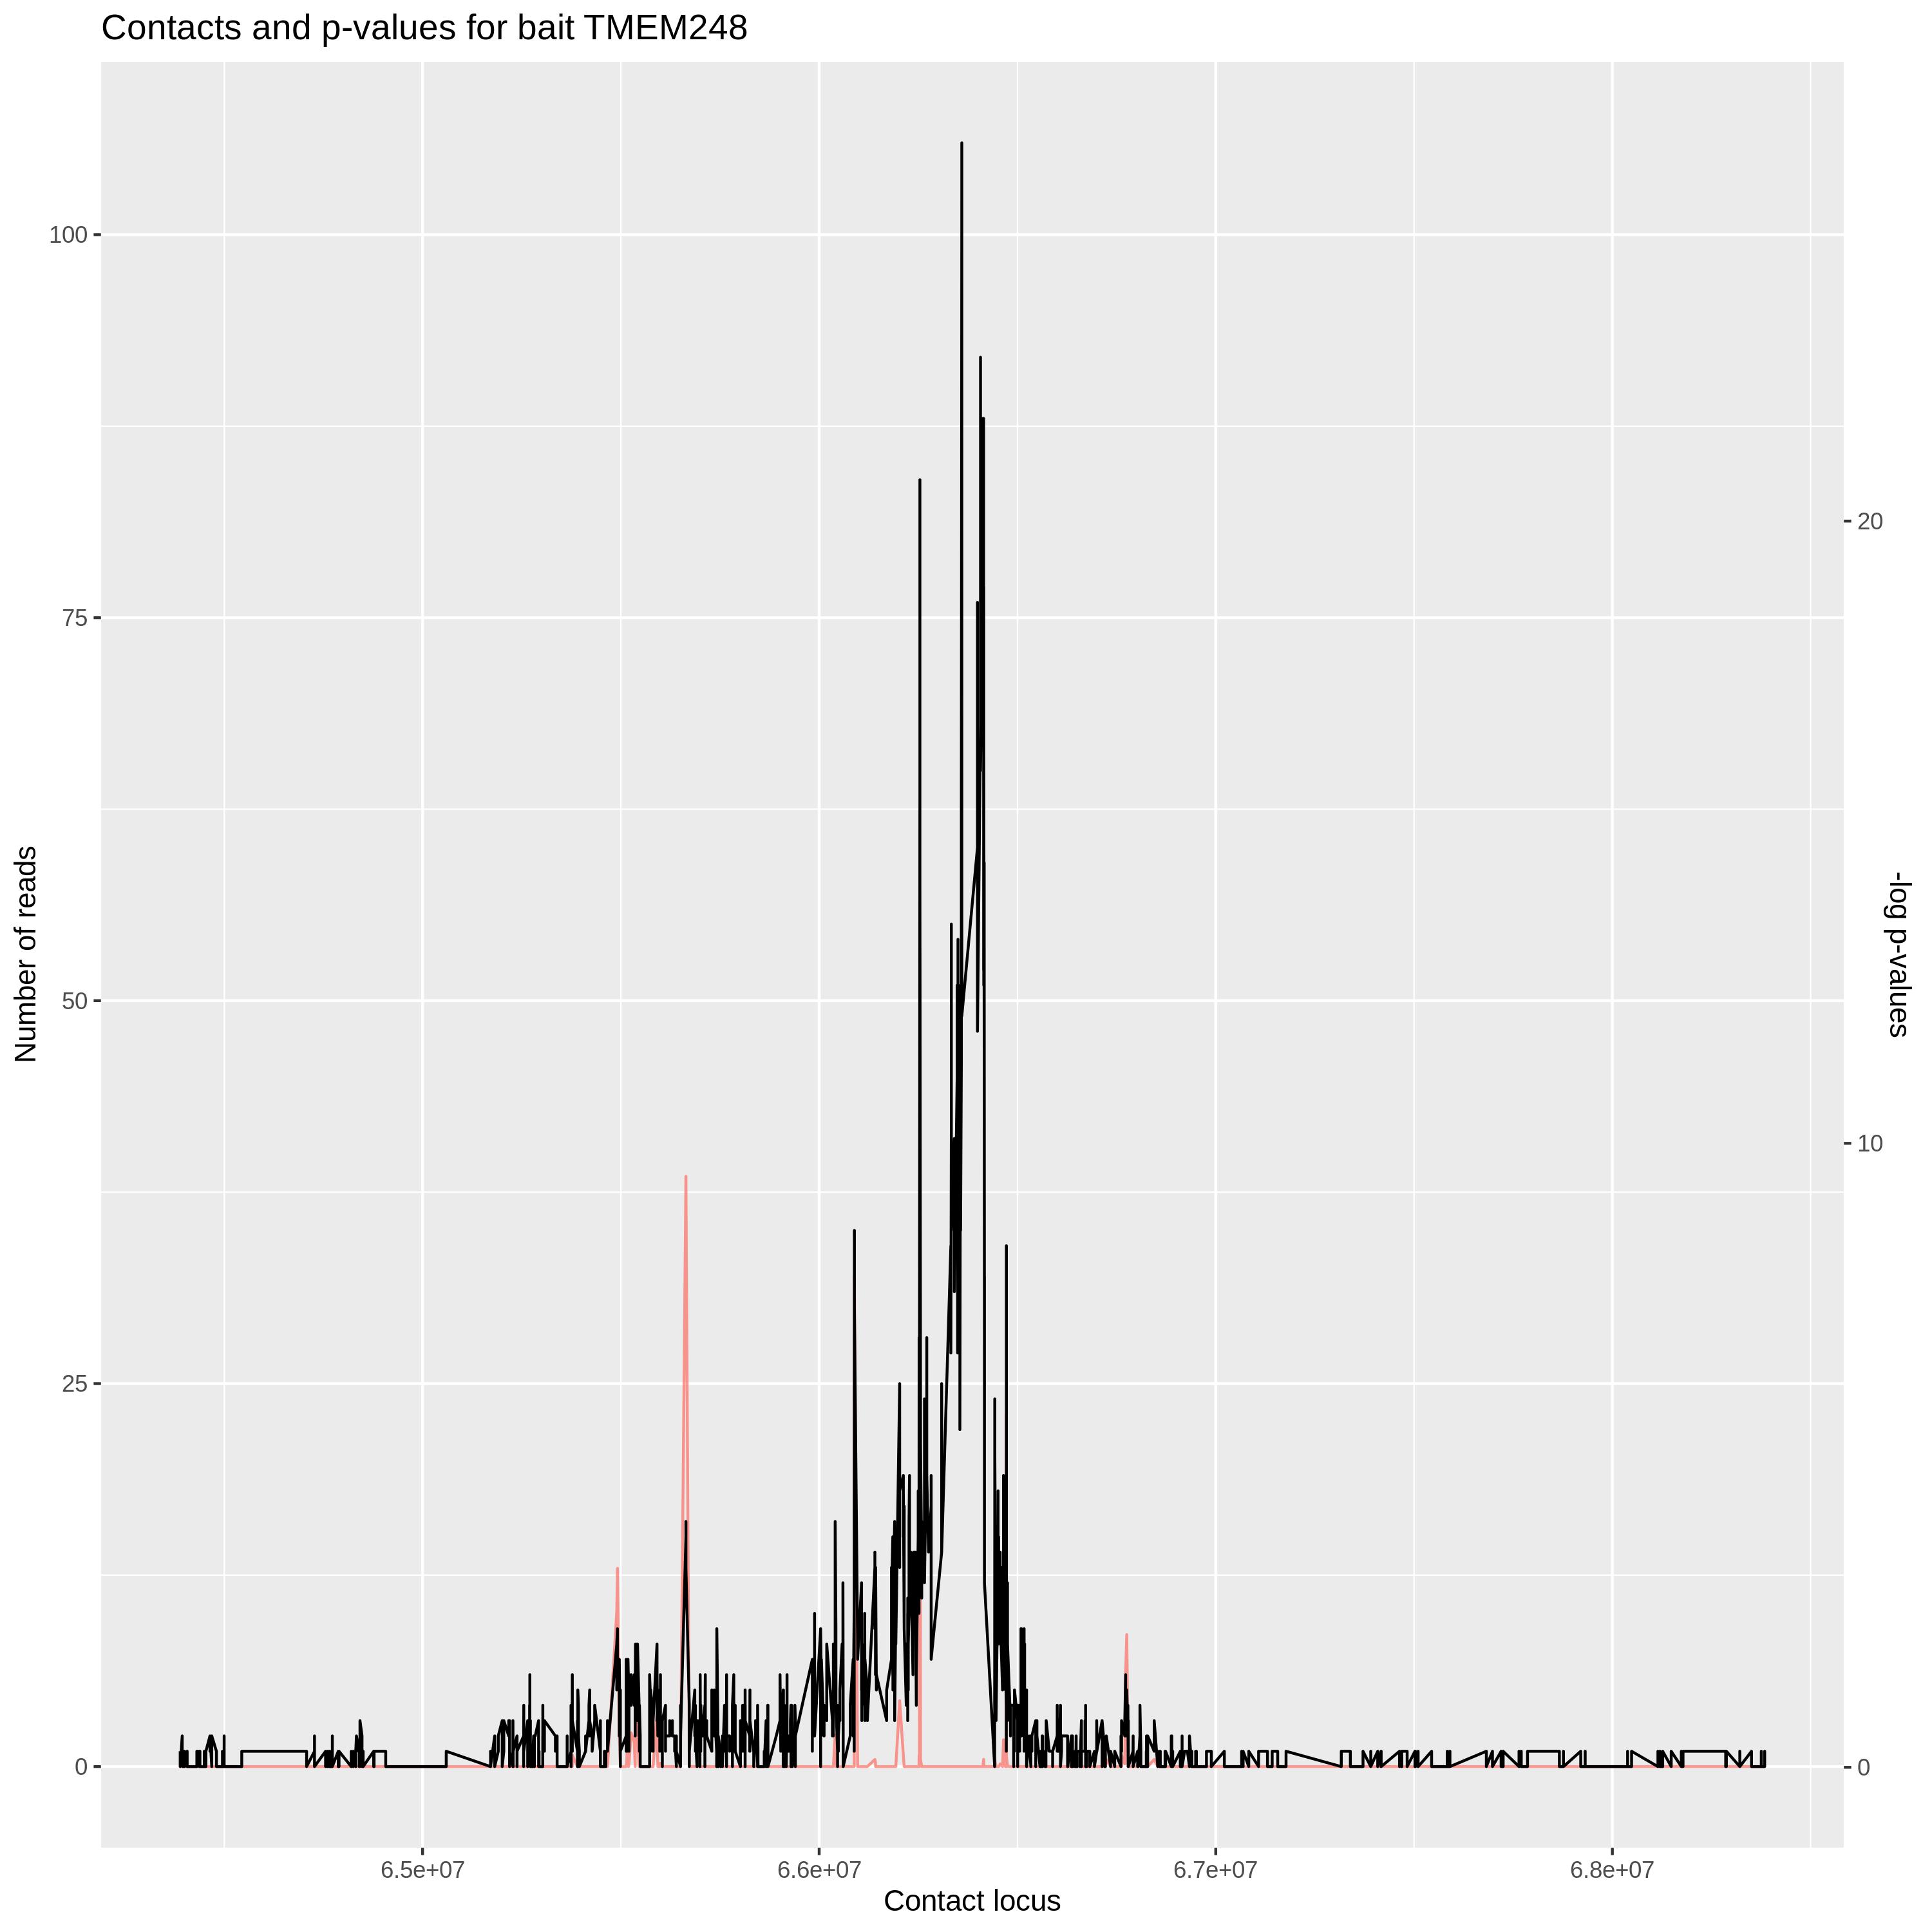 Contacts and p-values for bait TMEM248
100
75
50
25
0
Number of reads
20
10
0
-log p-values
6.5e+07
6.6e+07
6.7e+07
6.8e+07
Contact locus